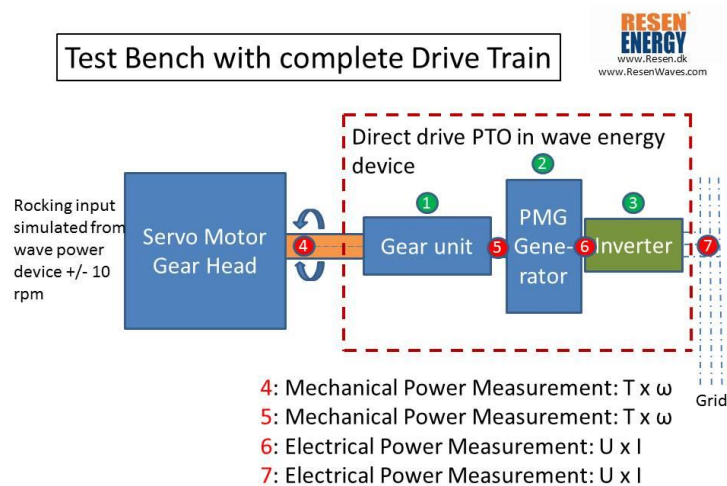 RESEN
ENERGY
www.Resen.dk
www.ResenWaves.com
Test Bench with complete Drive Train
Direct drive PTO in wave energy
device
Rocking input
simulated from
wave power
device +/- 10
rpm
Servo Motor
Gear Head
4
1
Gear unit
5
2
PMG
Gene-
rator
6
3
Inverter
7
Grid
4: Mechanical Power Measurement: T x ω
5: Mechanical Power Measurement: T x ω
6: Electrical Power Measurement: U x I
7: Electrical Power Measurement: U x I